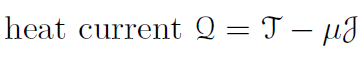 heat current 𝒬 = 𝒯 − μ𝒥